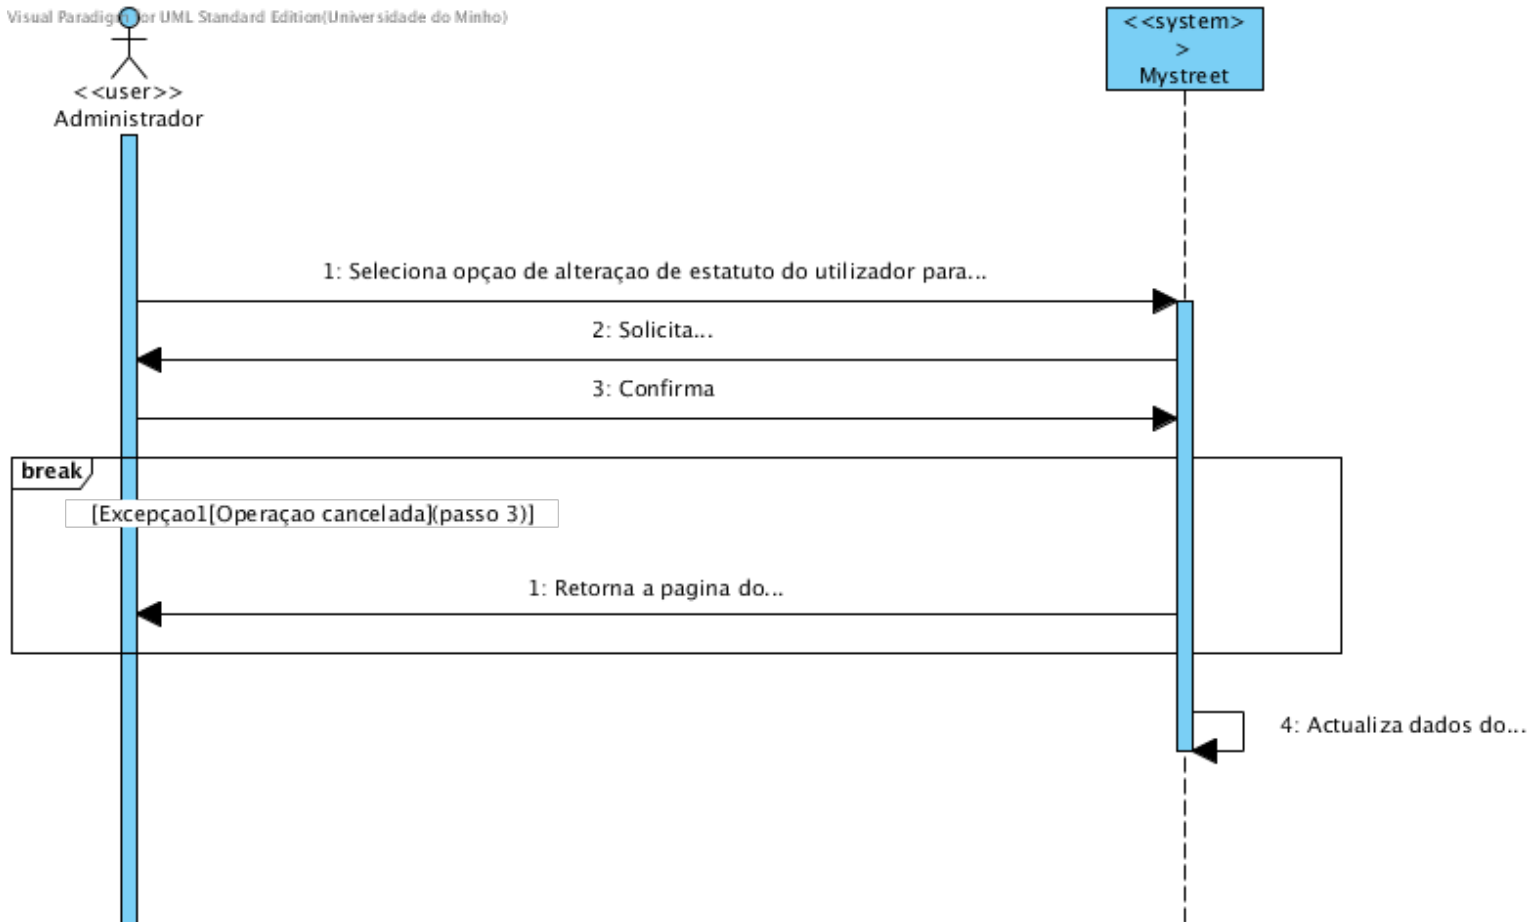 Visual Paradigm for UML Standard Edition(Universidade do Minho)
<<system>
>
Mystreet
<<user>>
Administrador
1: Seleciona opçao de alteraçao de estatuto do utilizador para...
2: Solicita...
3: Confirma
break
[Excepçao1[Operaçao cancelada](passo 3)]
1: Retorna a pagina do...
4: Actualiza dados do...